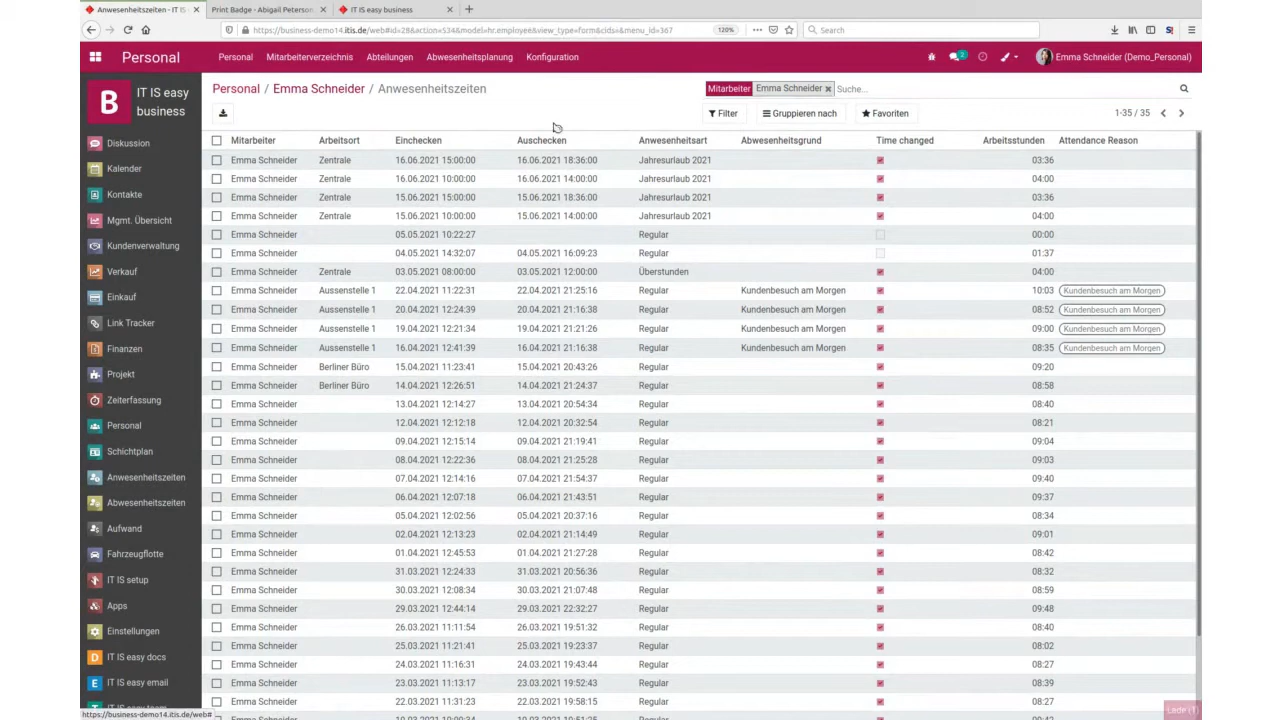 Anwesenheitszeiten - IT IS
Print Badge - Abigail Peterson
IT IS easy business
https://business-demo14.itis.de/web#id=28&action=534&model=hr.employee&view_type=form&cids=&menu_id=367
120%
Search
Personal
Personal
Mitarbeiterverzeichnis
Abteilungen
Abwesenheitsplanung
Konfiguration
2
Emma Schneider (Demo_Personal)
B
IT IS easy
business
Personal / Emma Schneider / Anwesenheitszeiten
Mitarbeiter
Emma Schneider
Suche...
Filter
Gruppieren nach
Favoriten
1-35 / 35
Diskussion
Kalender
Kontakte
Mgmt. Übersicht
Kundenverwaltung
Verkauf
Einkauf
Link Tracker
Finanzen
Projekt
Zeiterfassung
Personal
Schichtplan
Anwesenheitszeiten
Abwesenheitszeiten
Aufwand
Fahrzeugflotte
IT IS setup
Apps
Einstellungen
D IT IS easy docs
E IT IS easy email
https://business-demo14.itis.de/web#
Mitarbeiter Arbeitsort Einchecken Auschecken Anwesenheitsart Abwesenheitsgrund Time changed Arbeitsstunden Attendance Reason
Emma Schneider Zentrale 16.06.2021 15:00:00 16.06.2021 18:36:00 Jahresurlaub 2021 03:36
Emma Schneider Zentrale 16.06.2021 10:00:00 16.06.2021 14:00:00 Jahresurlaub 2021 04:00
Emma Schneider Zentrale 15.06.2021 15:00:00 15.06.2021 18:36:00 Jahresurlaub 2021 03:36
Emma Schneider Zentrale 15.06.2021 10:00:00 15.06.2021 14:00:00 Jahresurlaub 2021 04:00
Emma Schneider 05.05.2021 10:22:27 Regular 00:00
Emma Schneider 04.05.2021 14:32:07 04.05.2021 16:09:23 Regular 01:37
Emma Schneider Zentrale 03.05.2021 08:00:00 03.05.2021 12:00:00 Überstunden 04:00
Emma Schneider Aussenstelle 1 22.04.2021 11:22:31 22.04.2021 21:25:16 Regular Kundenbesuch am Morgen 10:03 Kundenbesuch am Morgen
Emma Schneider Aussenstelle 1 20.04.2021 12:24:39 20.04.2021 21:16:38 Regular Kundenbesuch am Morgen 08:52 Kundenbesuch am Morgen
Emma Schneider Aussenstelle 1 19.04.2021 12:21:34 19.04.2021 21:21:26 Regular Kundenbesuch am Morgen 09:00 Kundenbesuch am Morgen
Emma Schneider Aussenstelle 1 16.04.2021 12:41:39 16.04.2021 21:16:38 Regular Kundenbesuch am Morgen 08:35 Kundenbesuch am Morgen
Emma Schneider Berliner Büro 15.04.2021 11:23:41 15.04.2021 20:43:26 Regular 09:20
Emma Schneider Berliner Büro 14.04.2021 12:26:51 14.04.2021 21:24:37 Regular 08:58
Emma Schneider 13.04.2021 12:14:27 13.04.2021 20:54:34 Regular 08:40
Emma Schneider 12.04.2021 12:12:18 12.04.2021 20:32:54 Regular 08:21
Emma Schneider 09.04.2021 12:15:14 09.04.2021 21:19:41 Regular 09:04
Emma Schneider 08.04.2021 12:22:36 08.04.2021 21:25:28 Regular 09:03
Emma Schneider 07.04.2021 12:14:16 07.04.2021 21:54:37 Regular 09:40
Emma Schneider 06.04.2021 12:07:18 06.04.2021 21:43:51 Regular 09:37
Emma Schneider 05.04.2021 12:02:56 05.04.2021 20:37:16 Regular 08:34
Emma Schneider 02.04.2021 12:13:23 02.04.2021 21:14:49 Regular 09:01
Emma Schneider 01.04.2021 12:45:53 01.04.2021 21:27:28 Regular 08:42
Emma Schneider 31.03.2021 12:24:33 31.03.2021 20:56:36 Regular 08:32
Emma Schneider 30.03.2021 12:08:34 30.03.2021 21:07:48 Regular 08:59
Emma Schneider 29.03.2021 12:44:14 29.03.2021 22:32:27 Regular 09:48
Emma Schneider 26.03.2021 11:11:54 26.03.2021 19:51:32 Regular 08:40
Emma Schneider 25.03.2021 11:21:41 25.03.2021 19:23:37 Regular 08:02
Emma Schneider 24.03.2021 11:16:31 24.03.2021 19:43:44 Regular 08:27
Emma Schneider 23.03.2021 11:13:17 23.03.2021 19:52:43 Regular 08:39
Emma Schneider 22.03.2021 11:31:23 22.03.2021 19:58:15 Regular 08:27
Lade (1)